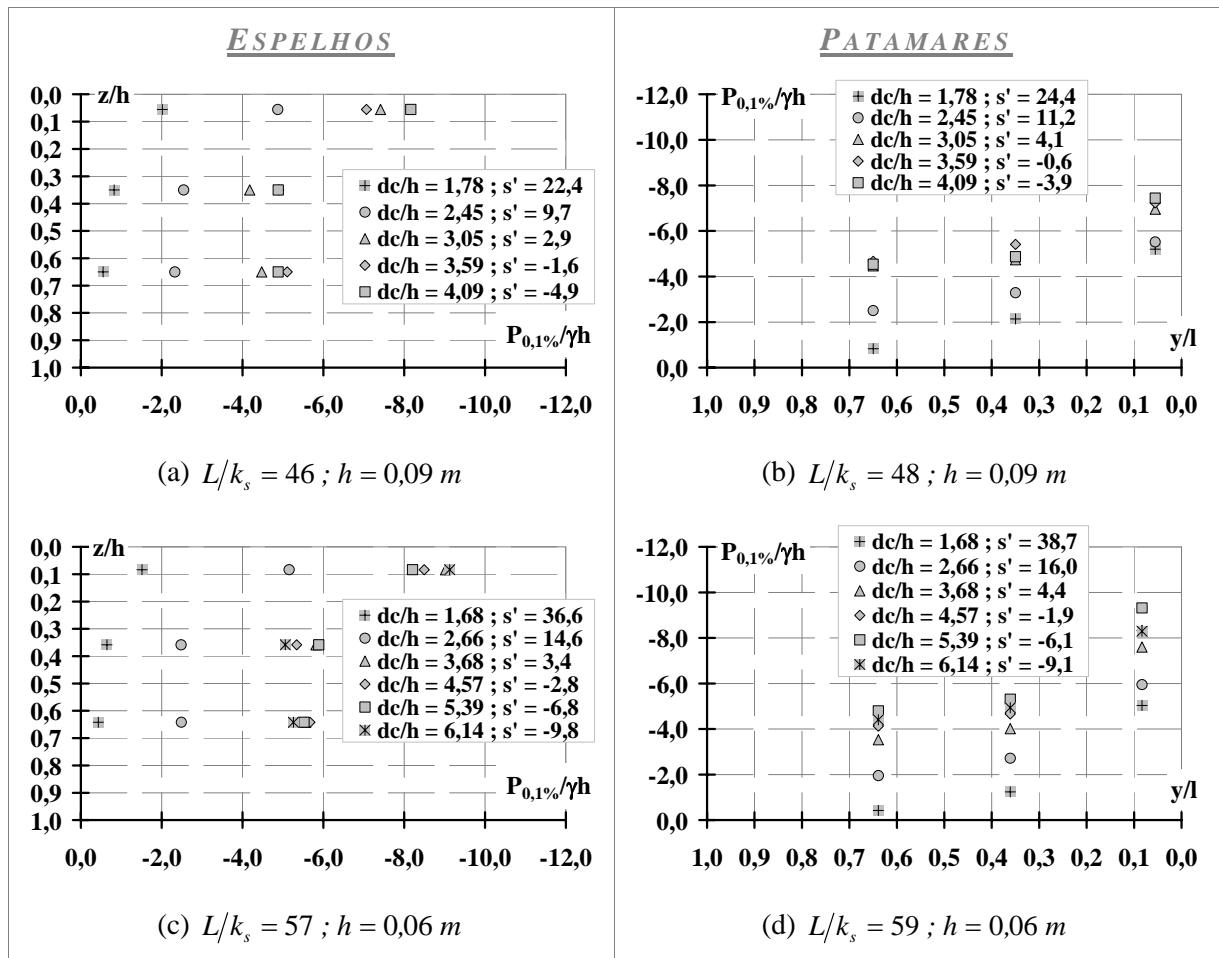 ESPELHOS
PATAMARES
z/h
0,0
0,1
0,2
0,3
0,4
0,5
0,6
0,7
0,8
0,9
1,0
dc/h = 1,78 ; s' = 22,4
dc/h = 2,45 ; s' = 9,7
dc/h = 3,05 ; s' = 2,9
dc/h = 3,59 ; s' = -1,6
dc/h = 4,09 ; s' = -4,9
P0,1%/γh
0,0 -2,0 -4,0 -6,0 -8,0 -10,0 -12,0
(a) L/ks = 46 ; h = 0,09 m
P0,1%/γh
-12,0
-10,0
-8,0
-6,0
-4,0
-2,0
0,0
dc/h = 1,78 ; s' = 24,4
dc/h = 2,45 ; s' = 11,2
dc/h = 3,05 ; s' = 4,1
dc/h = 3,59 ; s' = -0,6
dc/h = 4,09 ; s' = -3,9
y/l
1,0 0,9 0,8 0,7 0,6 0,5 0,4 0,3 0,2 0,1 0,0
(b) L/ks = 48 ; h = 0,09 m
z/h
0,0
0,1
0,2
0,3
0,4
0,5
0,6
0,7
0,8
0,9
1,0
dc/h = 1,68 ; s' = 36,6
dc/h = 2,66 ; s' = 14,6
dc/h = 3,68 ; s' = 3,4
dc/h = 4,57 ; s' = -2,8
dc/h = 5,39 ; s' = -6,8
dc/h = 6,14 ; s' = -9,8
P0,1%/γh
0,0 -2,0 -4,0 -6,0 -8,0 -10,0 -12,0
(c) L/ks = 57 ; h = 0,06 m
P0,1%/γh
-12,0
-10,0
-8,0
-6,0
-4,0
-2,0
0,0
dc/h = 1,68 ; s' = 38,7
dc/h = 2,66 ; s' = 16,0
dc/h = 3,68 ; s' = 4,4
dc/h = 4,57 ; s' = -1,9
dc/h = 5,39 ; s' = -6,1
dc/h = 6,14 ; s' = -9,1
y/l
1,0 0,9 0,8 0,7 0,6 0,5 0,4 0,3 0,2 0,1 0,0
(d) L/ks = 59 ; h = 0,06 m